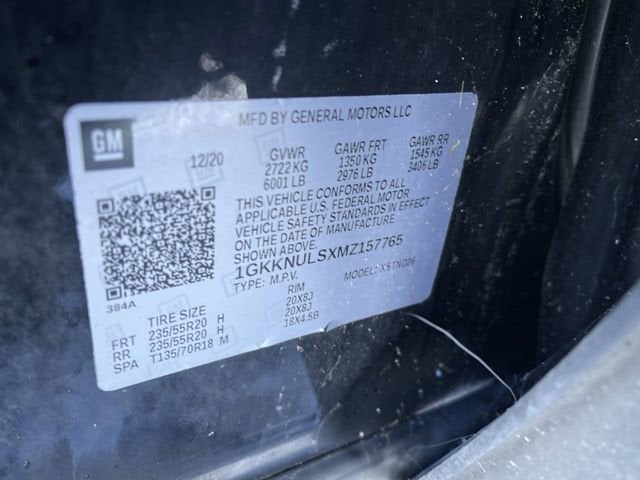 MFD BY GENERAL MOTORS LLC
GM
12/20
GVWR GAWR FRT GAWR RR
2722 KG 1350 KG 1545 KG
6001 LB 2976 LB 3406 LB
THIS VEHICLE CONFORMS TO ALL
APPLICABLE U.S. FEDERAL MOTOR
VEHICLE SAFETY STANDARDS IN EFFECT
ON THE DATE OF MANUFACTURE
SHOWN ABOVE.
1GKKNULSXMZ157765
TYPE: M.P.V. MODEL:
384A
TIRE SIZE RIM
FRT 235/55R20 H 20X8J
RR 235/55R20 H 20X8J
SPA T135/70R18 M 18X4.5B